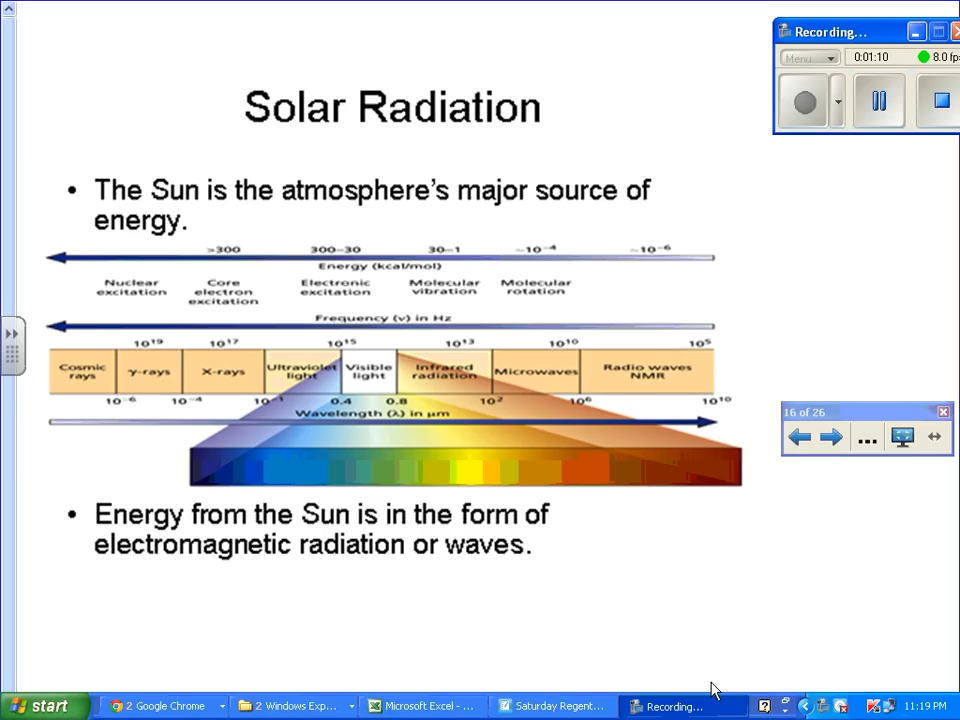 Recording...
Menu
0:01:10
8.0 fp
Solar Radiation
• The Sun is the atmosphere's major source of
energy.
>300 300–30 30–1 ~10⁻⁴ ~10⁻⁶
Energy (kcal/mol)
Nuclear excitation
Core electron excitation
Electronic excitation
Molecular vibration
Molecular rotation
Frequency (ν) in Hz
10¹⁹ 10¹⁷ 10¹⁵ 10¹³ 10¹⁰ 10⁵
Cosmic rays
γ-rays
X-rays
Ultraviolet light
Visible light
Infrared radiation
Microwaves
Radio waves NMR
10⁻⁶ 10⁻⁴ 10⁻¹ 0.4 0.8 10² 10⁶ 10¹⁰
Wavelength (λ) in μm
16 of 26
• Energy from the Sun is in the form of
electromagnetic radiation or waves.
start
2 Google Chrome
2 Windows Exp...
Microsoft Excel - ...
Saturday Regent...
Recording...
11:19 PM